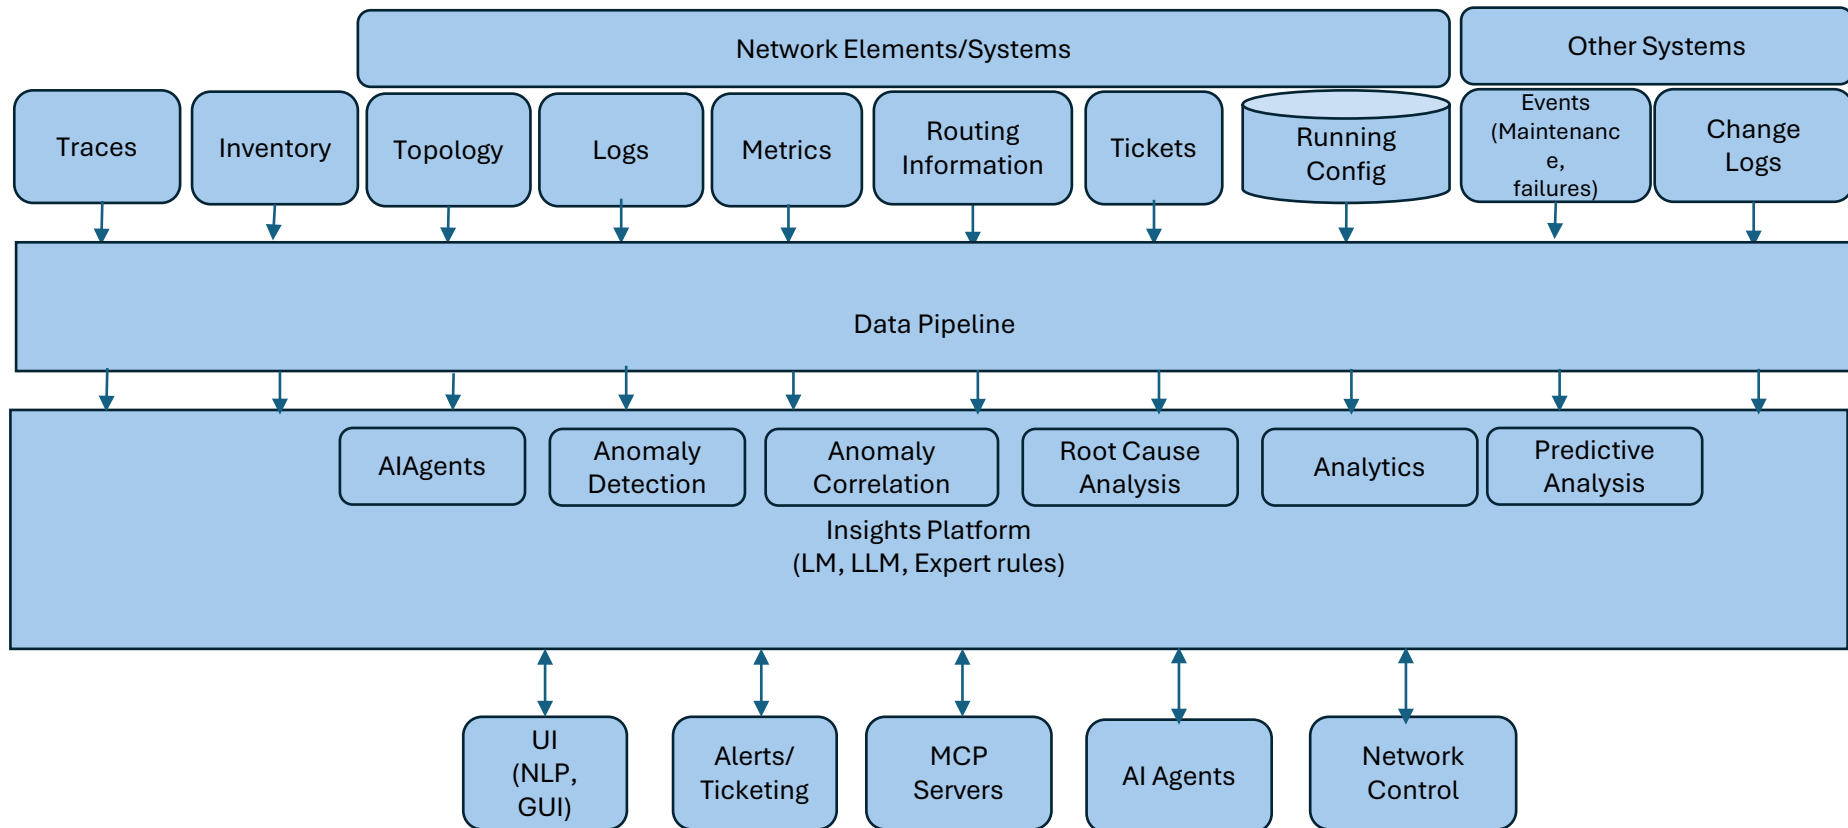 Network Elements/Systems
Other Systems
Traces
Inventory
Topology
Logs
Metrics
Routing
Information
Tickets
Running
Config
Events
(Maintenanc
e,
failures)
Change
Logs
Data Pipeline
AIAgents
Anomaly
Detection
Anomaly
Correlation
Root Cause
Analysis
Analytics
Predictive
Analysis
Insights Platform
(LM, LLM, Expert rules)
UI
(NLP,
GUI)
Alerts/
Ticketing
MCP
Servers
AI Agents
Network
Control